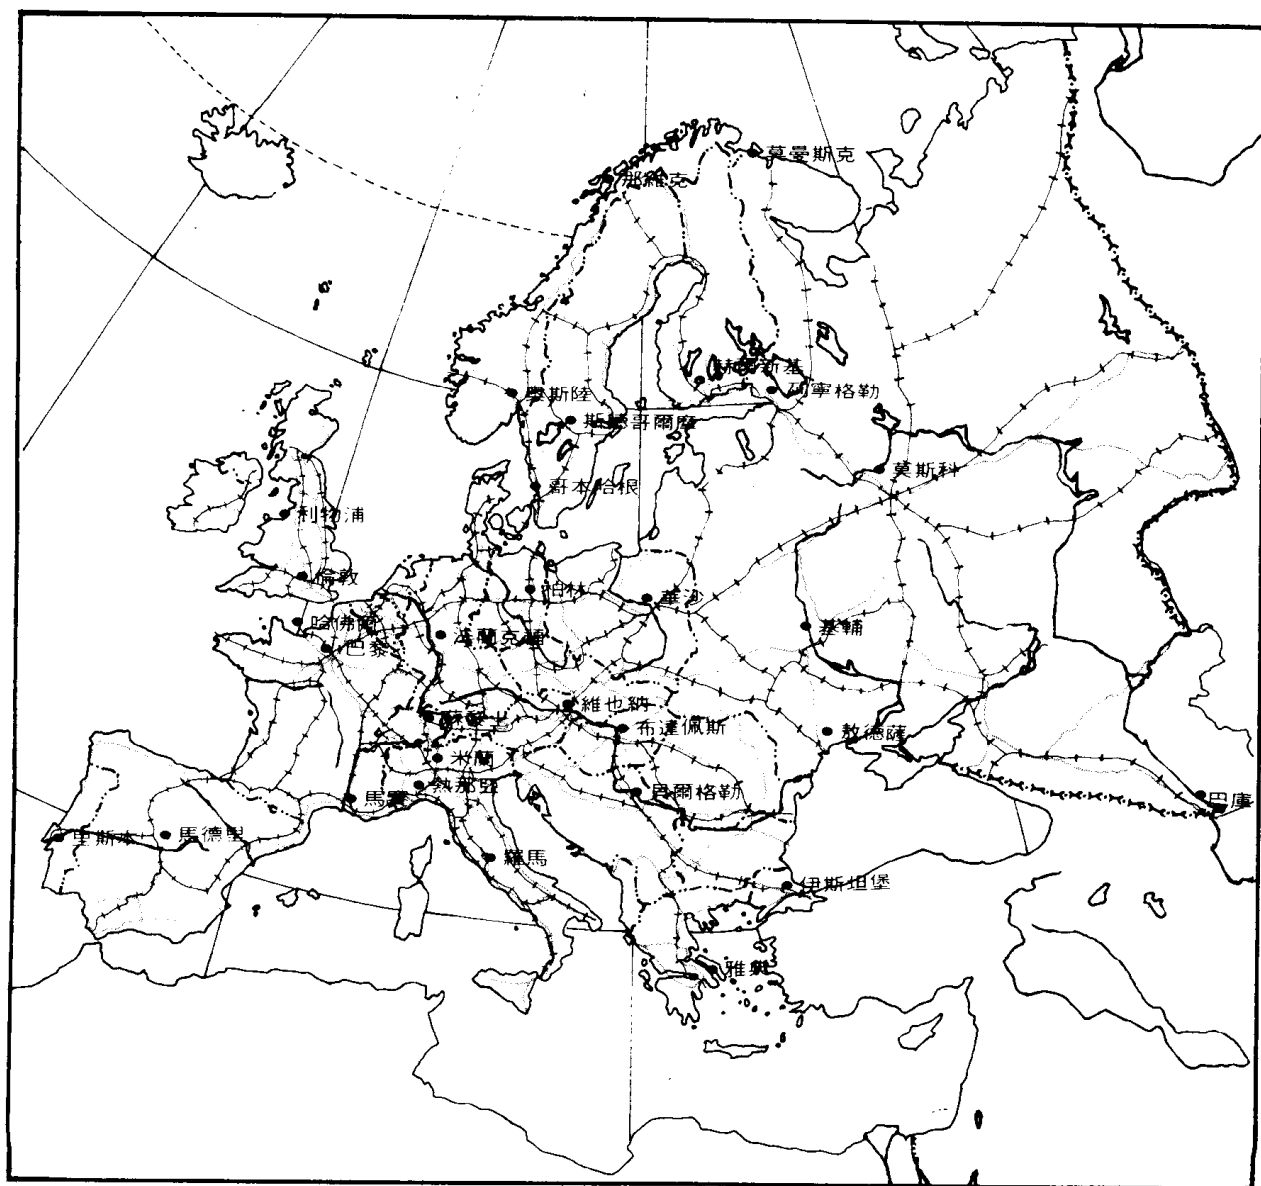 莫曼斯克
那維克
赫爾新基
奧斯陸
列寧格勒
斯德哥爾摩
莫斯科
哥本哈根
利物浦
倫敦
柏林
華沙
哈佛爾
基輔
法蘭克福
巴黎
維也納
蘇黎士
布達佩斯
敖德薩
米蘭
熱那亞
貝爾格勒
馬賽
巴庫
里斯本
馬德里
羅馬
伊斯坦堡
雅典